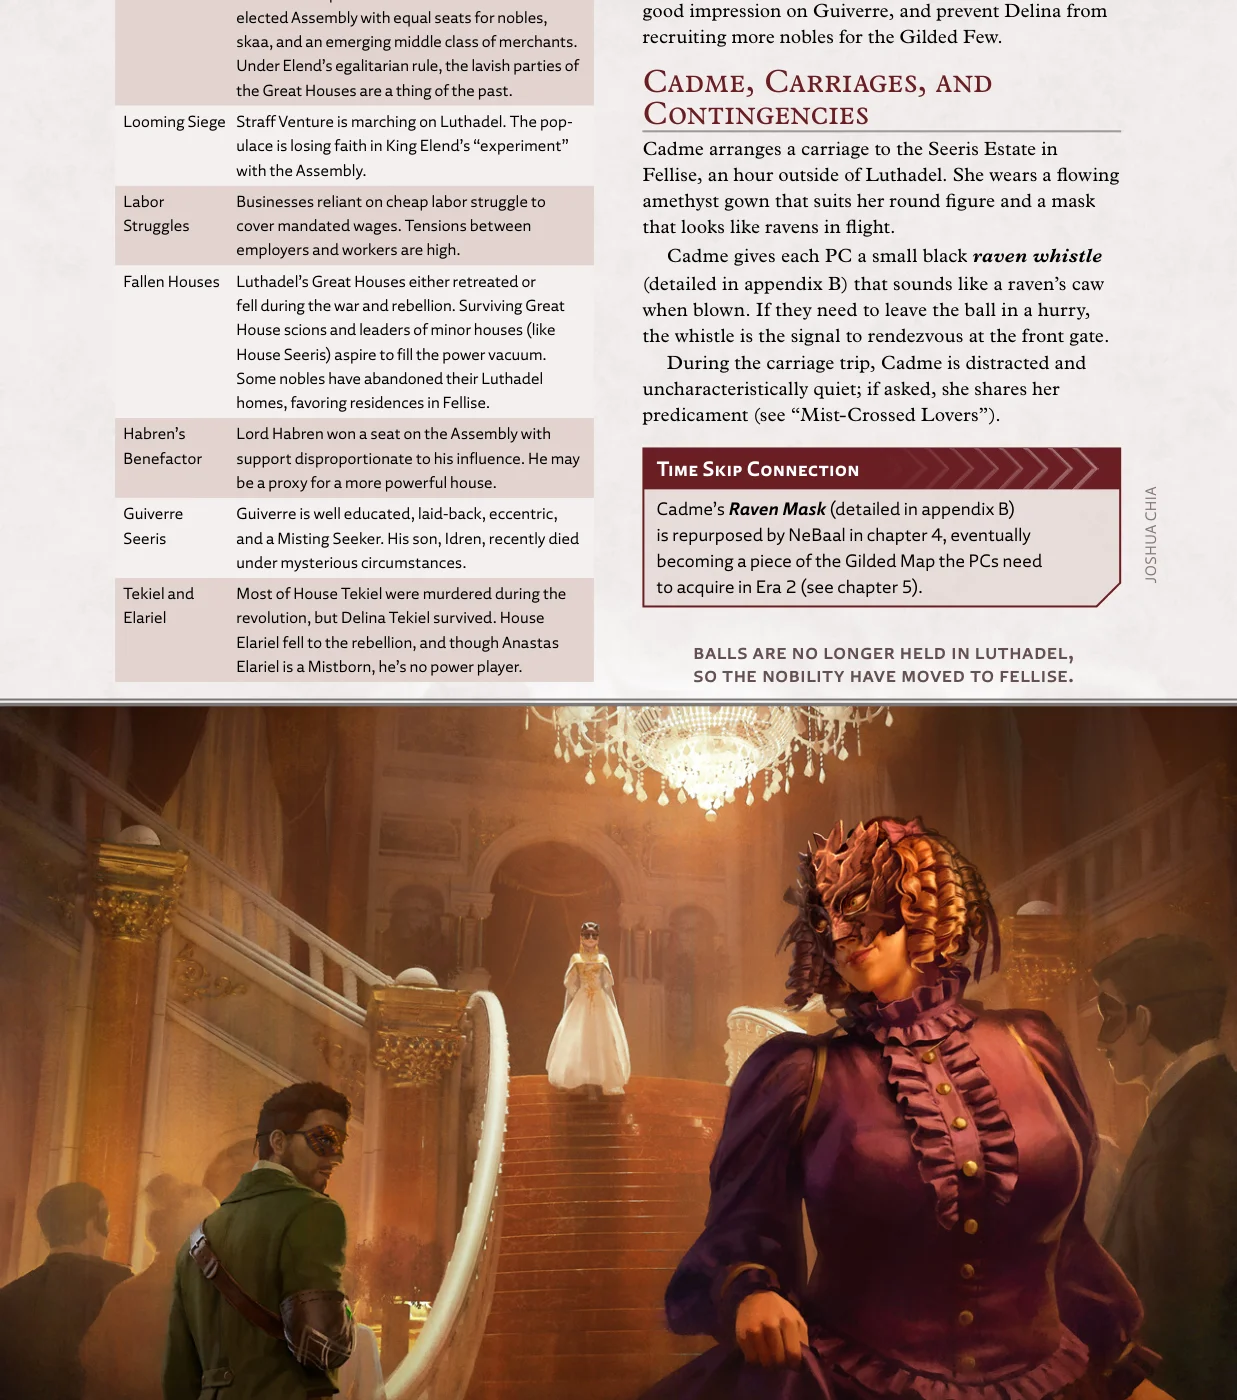 elected Assembly with equal seats for nobles,
skaa, and an emerging middle class of merchants.
Under Elend’s egalitarian rule, the lavish parties of
the Great Houses are a thing of the past.
Looming Siege
Straff Venture is marching on Luthadel. The pop-
ulace is losing faith in King Elend’s “experiment”
with the Assembly.
Labor
Struggles
Businesses reliant on cheap labor struggle to
cover mandated wages. Tensions between
employers and workers are high.
Fallen Houses
Luthadel’s Great Houses either retreated or
fell during the war and rebellion. Surviving Great
House scions and leaders of minor houses (like
House Seeris) aspire to fill the power vacuum.
Some nobles have abandoned their Luthadel
homes, favoring residences in Fellise.
Habren’s
Benefactor
Lord Habren won a seat on the Assembly with
support disproportionate to his influence. He may
be a proxy for a more powerful house.
Guiverre
Seeris
Guiverre is well educated, laid-back, eccentric,
and a Misting Seeker. His son, Idren, recently died
under mysterious circumstances.
Tekiel and
Elariel
Most of House Tekiel were murdered during the
revolution, but Delina Tekiel survived. House
Elariel fell to the rebellion, and though Anastas
Elariel is a Mistborn, he’s no power player.
good impression on Guiverre, and prevent Delina from
recruiting more nobles for the Gilded Few.
Cadme, Carriages, and
Contingencies
Cadme arranges a carriage to the Seeris Estate in
Fellise, an hour outside of Luthadel. She wears a flowing
amethyst gown that suits her round figure and a mask
that looks like ravens in flight.
Cadme gives each PC a small black raven whistle
(detailed in appendix B) that sounds like a raven’s caw
when blown. If they need to leave the ball in a hurry,
the whistle is the signal to rendezvous at the front gate.
During the carriage trip, Cadme is distracted and
uncharacteristically quiet; if asked, she shares her
predicament (see “Mist-Crossed Lovers”).
Time Skip Connection
Cadme’s Raven Mask (detailed in appendix B)
is repurposed by NeBaal in chapter 4, eventually
becoming a piece of the Gilded Map the PCs need
to acquire in Era 2 (see chapter 5).
JOSHUA CHIA
BALLS ARE NO LONGER HELD IN LUTHADEL,
SO THE NOBILITY HAVE MOVED TO FELLISE.